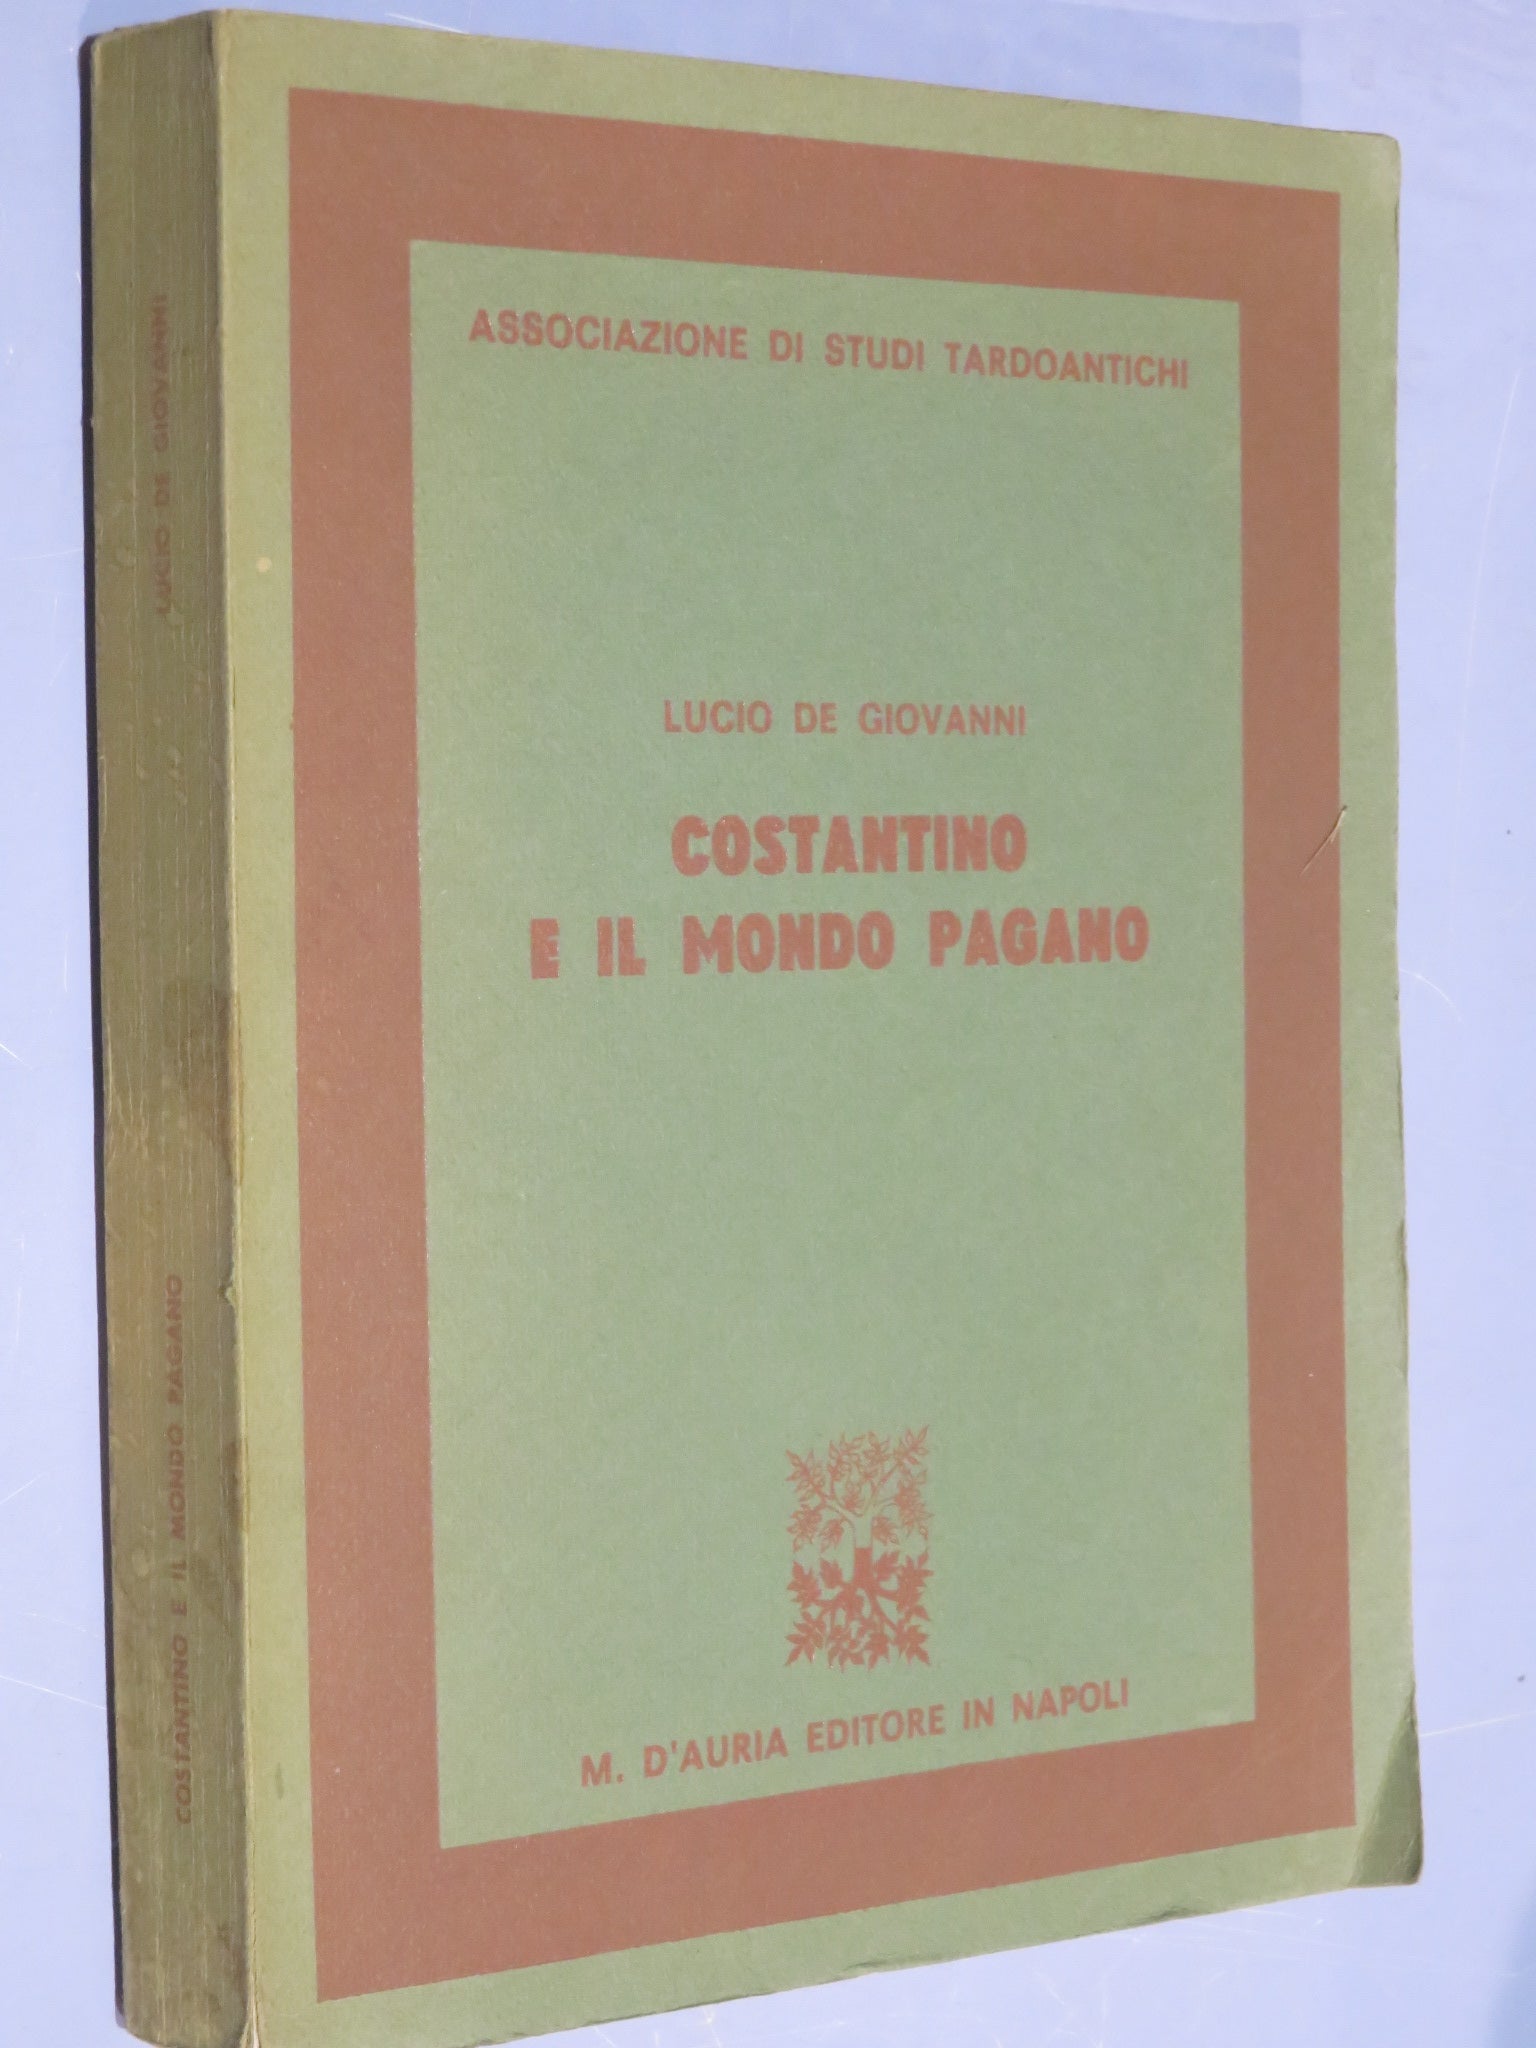 ASSOCIAZIONE DI STUDI TARDOANTICHI
LUCIO DE GIOVANNI
COSTANTINO
E IL MONDO PAGANO
M. D'AURIA EDITORE IN NAPOLI
LUCIO DE GIOVANNI
COSTANTINO E IL MONDO PAGANO